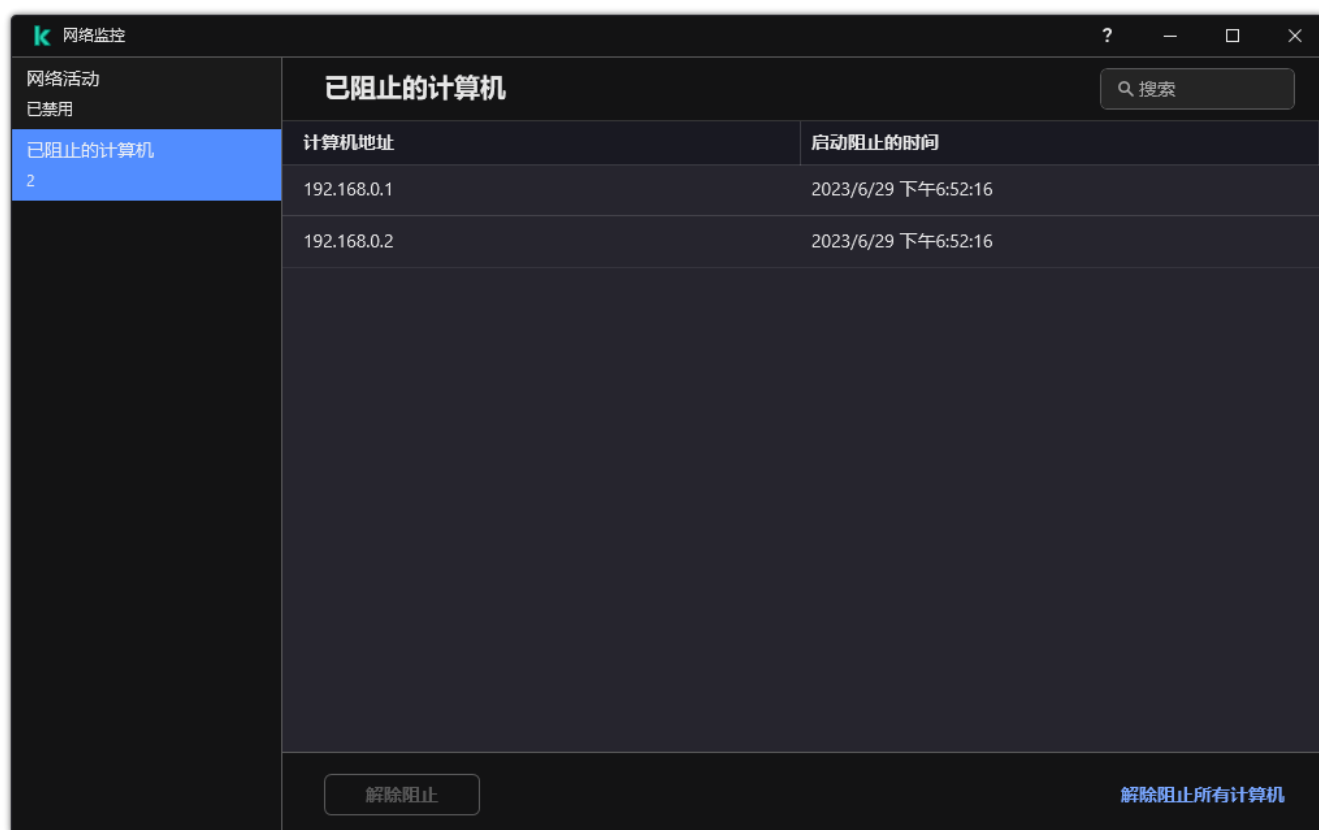 网络监控
?
网络活动
已禁用
已阻止的计算机
2
已阻止的计算机
搜索
计算机地址 启动阻止的时间
192.168.0.1 2023/6/29 下午6:52:16
192.168.0.2 2023/6/29 下午6:52:16
解除阻止
解除阻止所有计算机